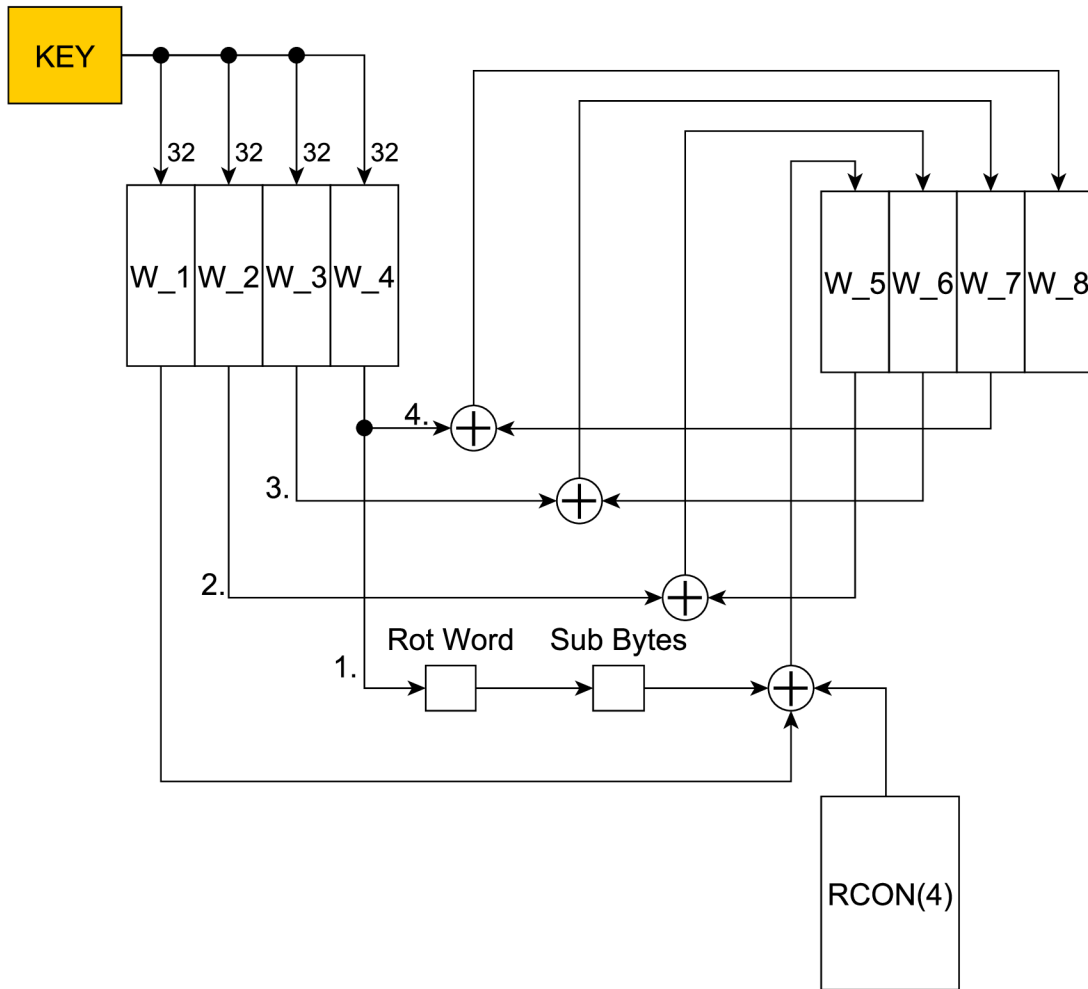 KEY
32 32 32 32
W_1 W_2 W_3 W_4
W_5 W_6 W_7 W_8
4.
3.
2.
Rot Word Sub Bytes
1.
RCON(4)